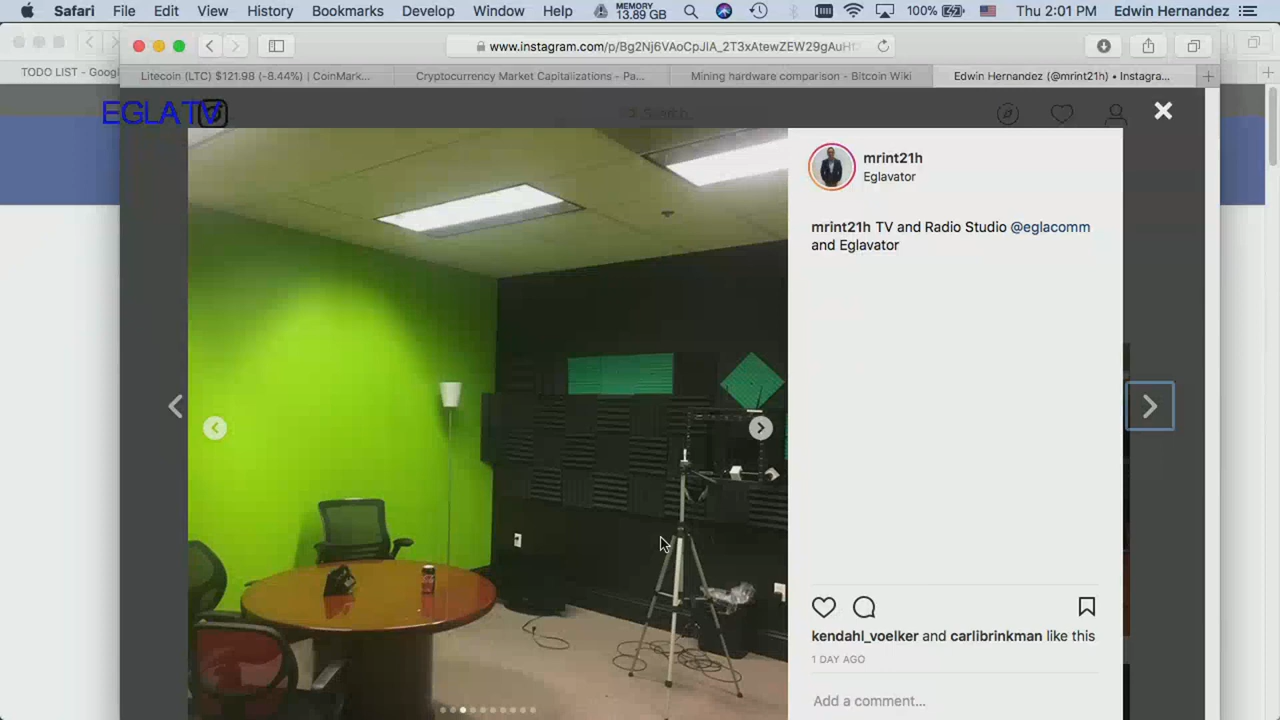 Safari File Edit View History Bookmarks Develop Window Help MEMORY 13.89 GB 100% Thu 2:01 PM Edwin Hernandez
www.instagram.com/p/Bg2Nj6VAoCpJlA_2T3xAtewZEW29gAuH
TODO LIST - Googl
Litecoin (LTC) $121.98 (-8.44%) | CoinMark...
Cryptocurrency Market Capitalizations - Pa...
Mining hardware comparison - Bitcoin Wiki
Edwin Hernandez (@mrint21h) • Instagra...
EGLATV
Search
mrint21h
Eglavator
mrint21h TV and Radio Studio @eglacomm
and Eglavator
kendahl_voelker and carlibrinkman like this
1 DAY AGO
Add a comment...